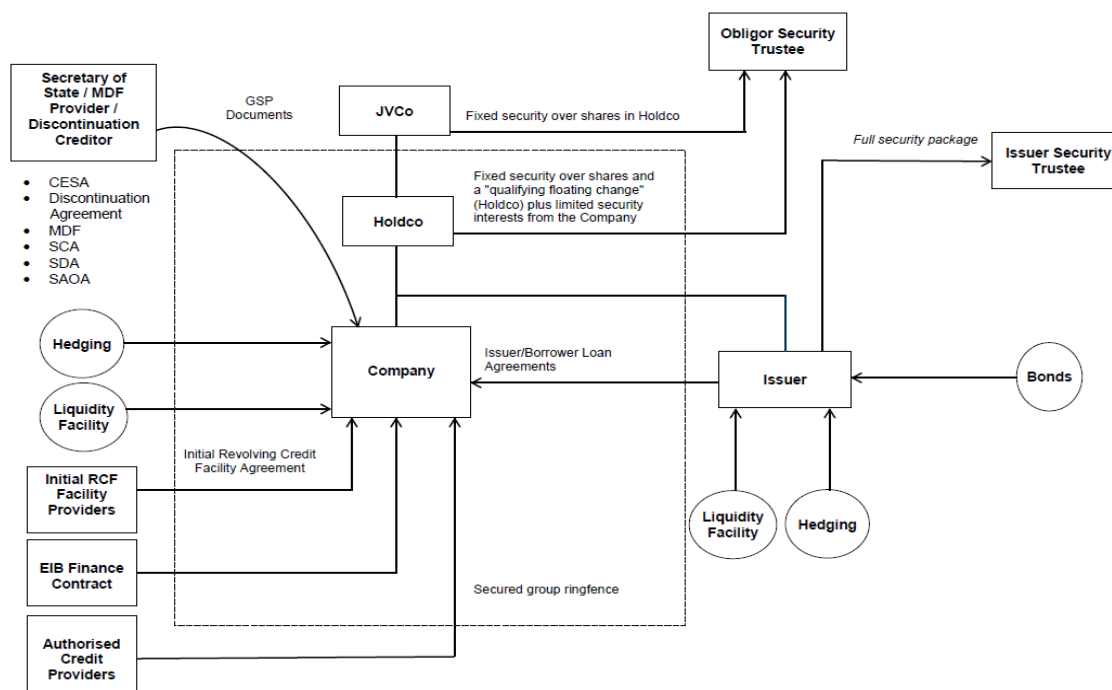 Obligor Security
Trustee
Secretary of
State / MDF
Provider /
Discontinuation
Creditor
GSP
Documents
JVCo
Fixed security over shares in Holdco
Full security package
Issuer Security
Trustee
CESA
Discontinuation
Agreement
MDF
SCA
SDA
SAOA
Fixed security over shares and
a "qualifying floating change"
(Holdco) plus limited security
interests from the Company
Holdco
Hedging
Company
Issuer/Borrower Loan
Agreements
Issuer
Bonds
Liquidity
Facility
Initial Revolving Credit
Facility Agreement
Initial RCF
Facility
Providers
Liquidity
Facility
Hedging
EIB Finance
Contract
Secured group ringfence
Authorised
Credit
Providers